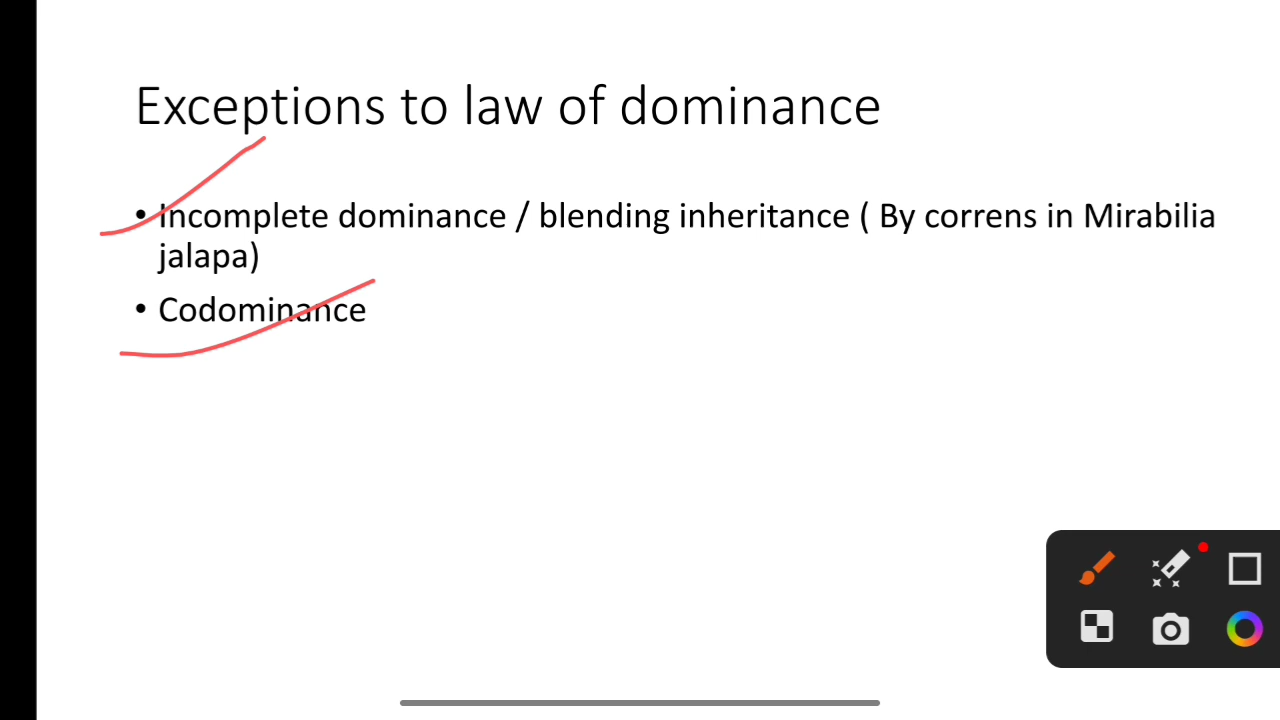 Exceptions to law of dominance
• Incomplete dominance / blending inheritance ( By correns in Mirabilia
jalapa)
• Codominance